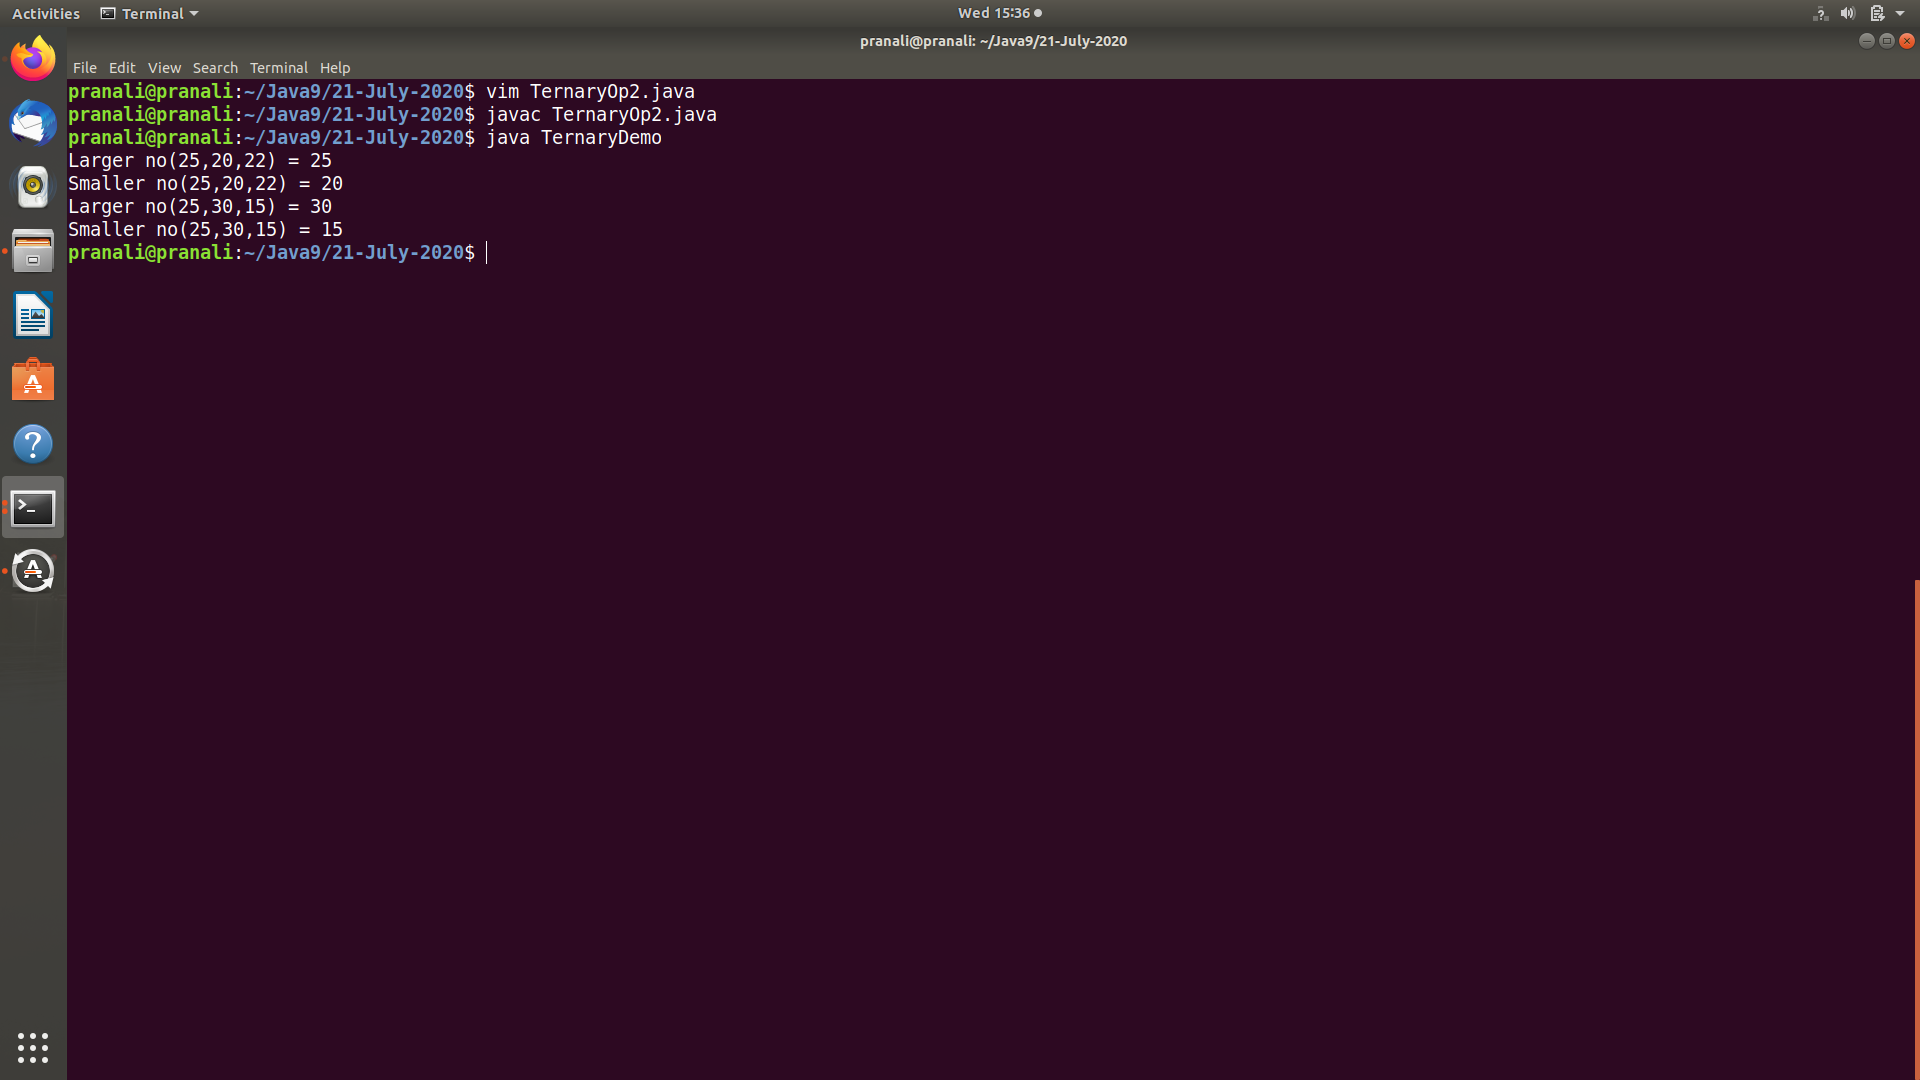 Activities Terminal Wed 15:36
pranali@pranali: ~/Java9/21-July-2020
File Edit View Search Terminal Help
pranali@pranali:~/Java9/21-July-2020$ vim TernaryOp2.java
pranali@pranali:~/Java9/21-July-2020$ javac TernaryOp2.java
pranali@pranali:~/Java9/21-July-2020$ java TernaryDemo
Larger no(25,20,22) = 25
Smaller no(25,20,22) = 20
Larger no(25,30,15) = 30
Smaller no(25,30,15) = 15
pranali@pranali:~/Java9/21-July-2020$